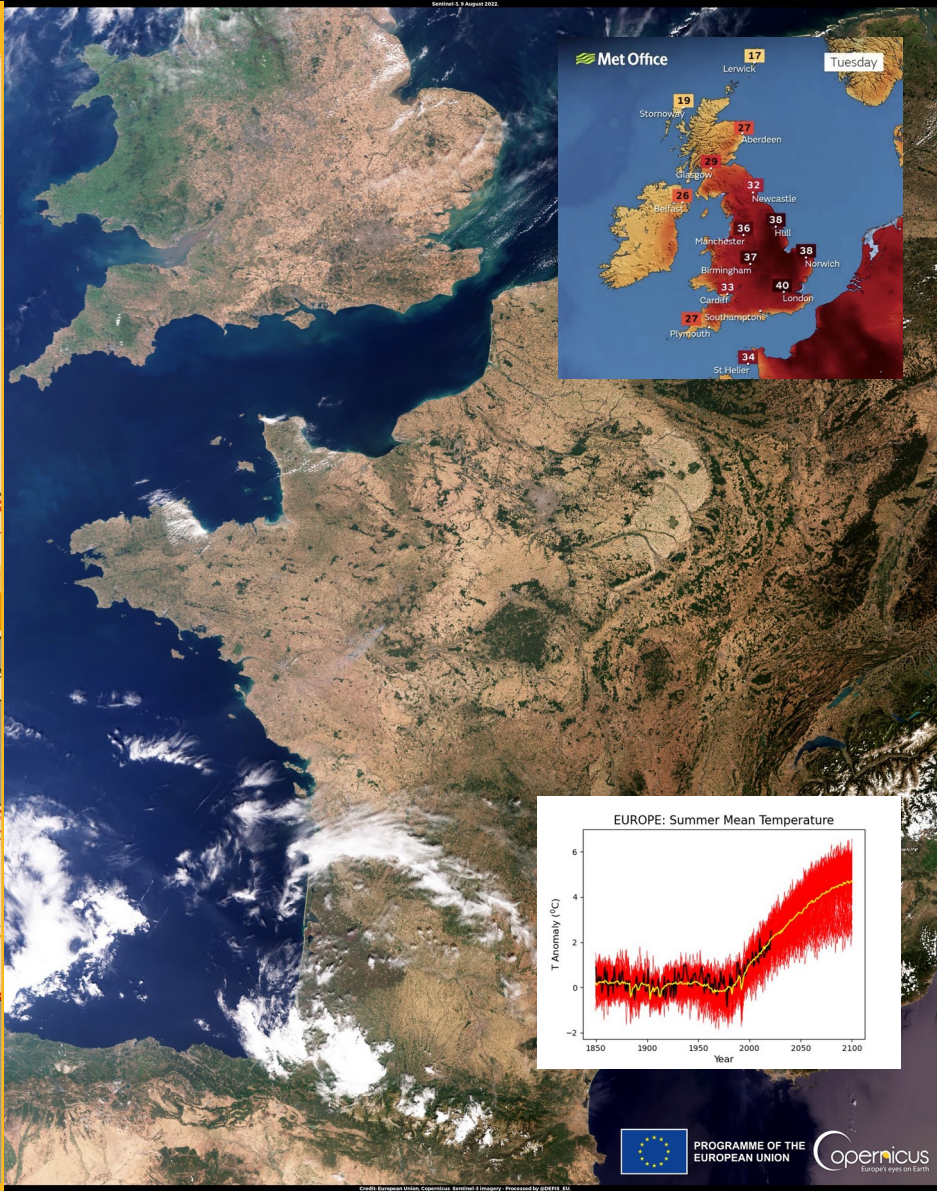 Sentinel-3, 9 August 2022.
Met Office
Tuesday
17
Lerwick
19
Stornoway
27
Aberdeen
29
Glasgow
32
Newcastle
26
Belfast
38
Hull
36
Manchester
38
Norwich
37
Birmingham
40
London
33
Cardiff
27
Southampton
Plymouth
34
St Helier
EUROPE: Summer Mean Temperature
T Anomaly (⁰C)
6
4
2
0
−2
1850 1900 1950 2000 2050 2100
Year
PROGRAMME OF THE
EUROPEAN UNION
Copernicus
Europe's eyes on Earth
Credit: European Union, Copernicus Sentinel-3 imagery - Processed by @DEFIS_EU.